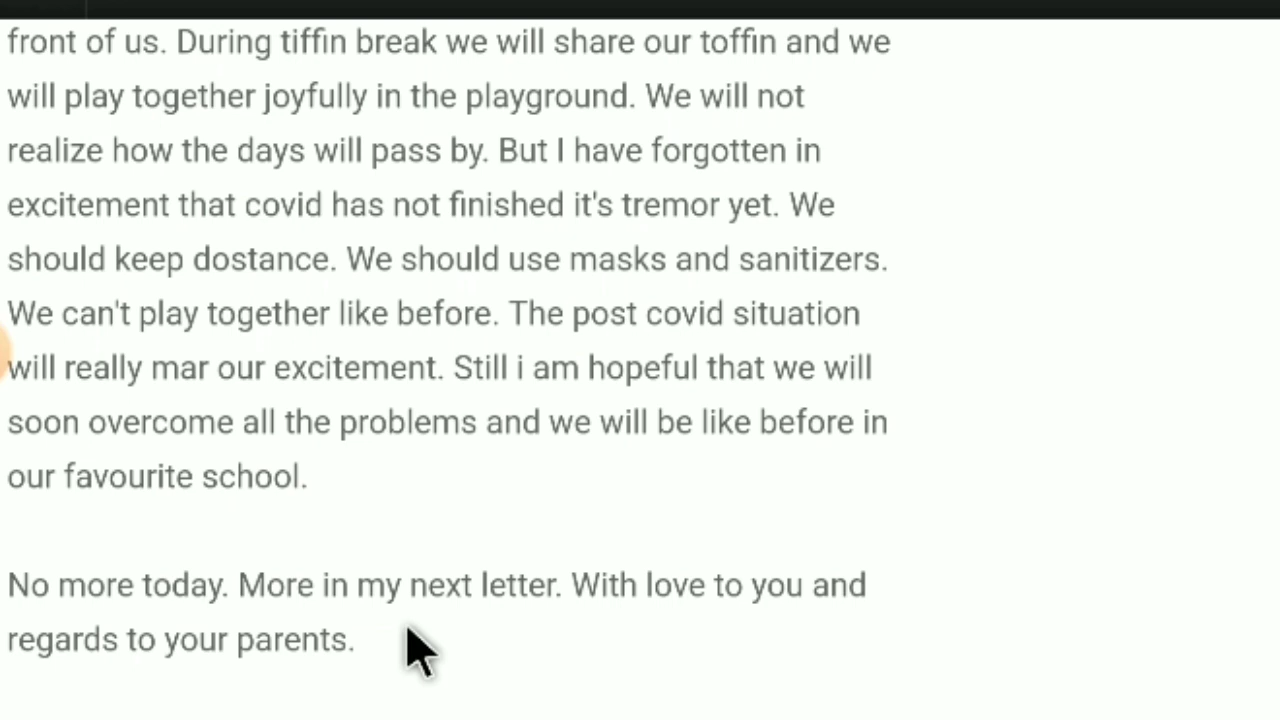 front of us. During tiffin break we will share our toffin and we
will play together joyfully in the playground. We will not
realize how the days will pass by. But I have forgotten in
excitement that covid has not finished it's tremor yet. We
should keep dostance. We should use masks and sanitizers.
We can't play together like before. The post covid situation
will really mar our excitement. Still i am hopeful that we will
soon overcome all the problems and we will be like before in
our favourite school.
No more today. More in my next letter. With love to you and
regards to your parents.